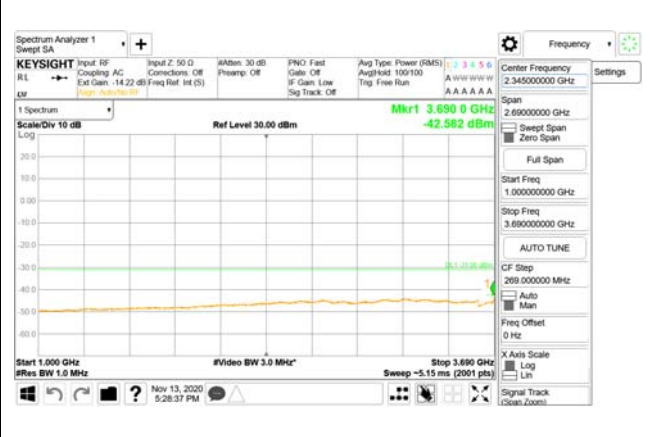 Spectrum Analyzer 1
Swept SA
Frequency
KEYSIGHT
RL
Input: RF
Coupling: AC
Ext Gain: -14.22 dB
Align: Auto/No RF
Input Z: 50 Ω
Corrections: Off
Freq Ref: Int (S)
#Atten: 30 dB
Preamp: Off
PNO: Fast
Gate: Off
IF Gain: Low
Sig Track: Off
Avg Type: Power (RMS)
Avg|Hold: 100/100
Trig: Free Run
1 2 3 4 5 6
A W W W W W
A A A A A A
1 Spectrum
Scale/Div 10 dB
Log
Ref Level 30.00 dBm
Mkr1 3.690 0 GHz
-42.582 dBm
20.0
10.0
0.00
-10.0
-20.0
-30.0
-40.0
-50.0
-60.0
1
Start 1.000 GHz
#Res BW 1.0 MHz
#Video BW 3.0 MHz*
Stop 3.690 GHz
Sweep ~5.15 ms (2001 pts)
Nov 13, 2020
5:28:37 PM
Settings
Center Frequency
2.345000000 GHz
Span
2.69000000 GHz
Swept Span
Zero Span
Full Span
Start Freq
1.000000000 GHz
Stop Freq
3.690000000 GHz
AUTO TUNE
CF Step
269.000000 MHz
Auto
Man
Freq Offset
0 Hz
X Axis Scale
Log
Lin
Signal Track
(Span Zoom)